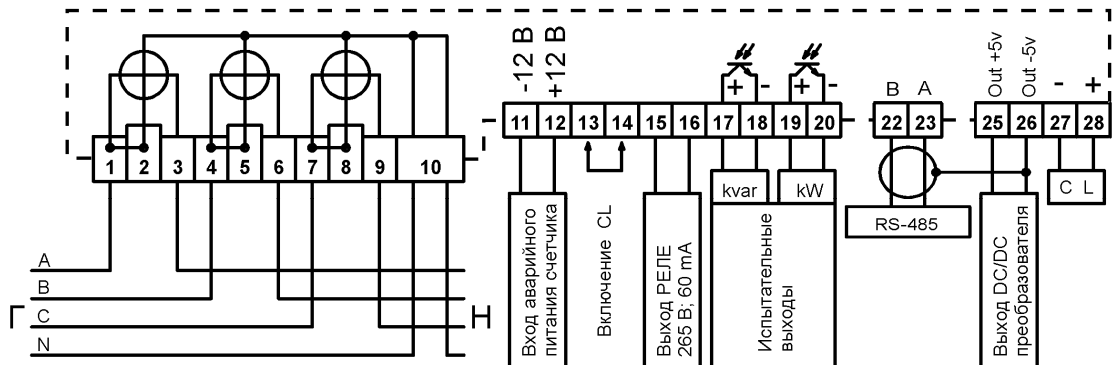 -12 В
+12 В
+ - + -
B A
Out +5v
Out -5v
- +
1 2 3 4 5 6 7 8 9 10
11 12 13 14 15 16 17 18 19 20
22 23
25 26 27 28
kvar kW
C L
RS-485
A
B
C
N
Г
Н
Вход аварийного
питания счетчика
Включение CL
Выход РЕЛЕ
265 В; 60 mA
Испытательные
выходы
Выход DC/DC
преобразователя